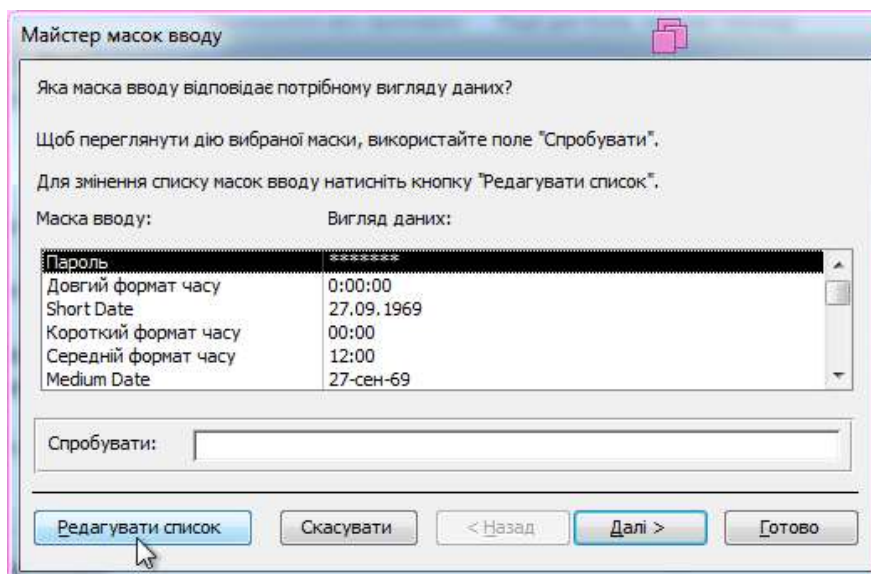 Майстер масок вводу
Яка маска вводу відповідає потрібному вигляду даних?
Щоб переглянути дію вибраної маски, використайте поле "Спробувати".
Для змінення списку масок вводу натисніть кнопку "Редагувати список".
Маска вводу: Вигляд даних:
Пароль *******
Довгий формат часу 0:00:00
Short Date 27.09.1969
Короткий формат часу 00:00
Середній формат часу 12:00
Medium Date 27-сен-69
Спробувати:
Редагувати список Скасувати < Назад Далі > Готово